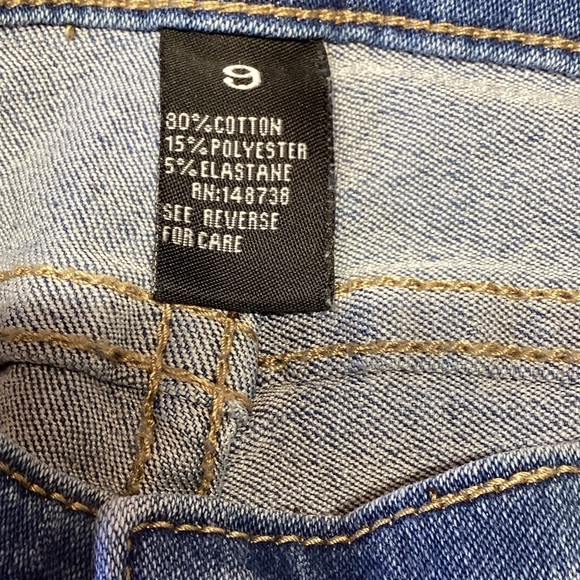 9
80%COTTON
15%POLYESTER
5%ELASTANE
RN:148738
SEE REVERSE
FOR CARE